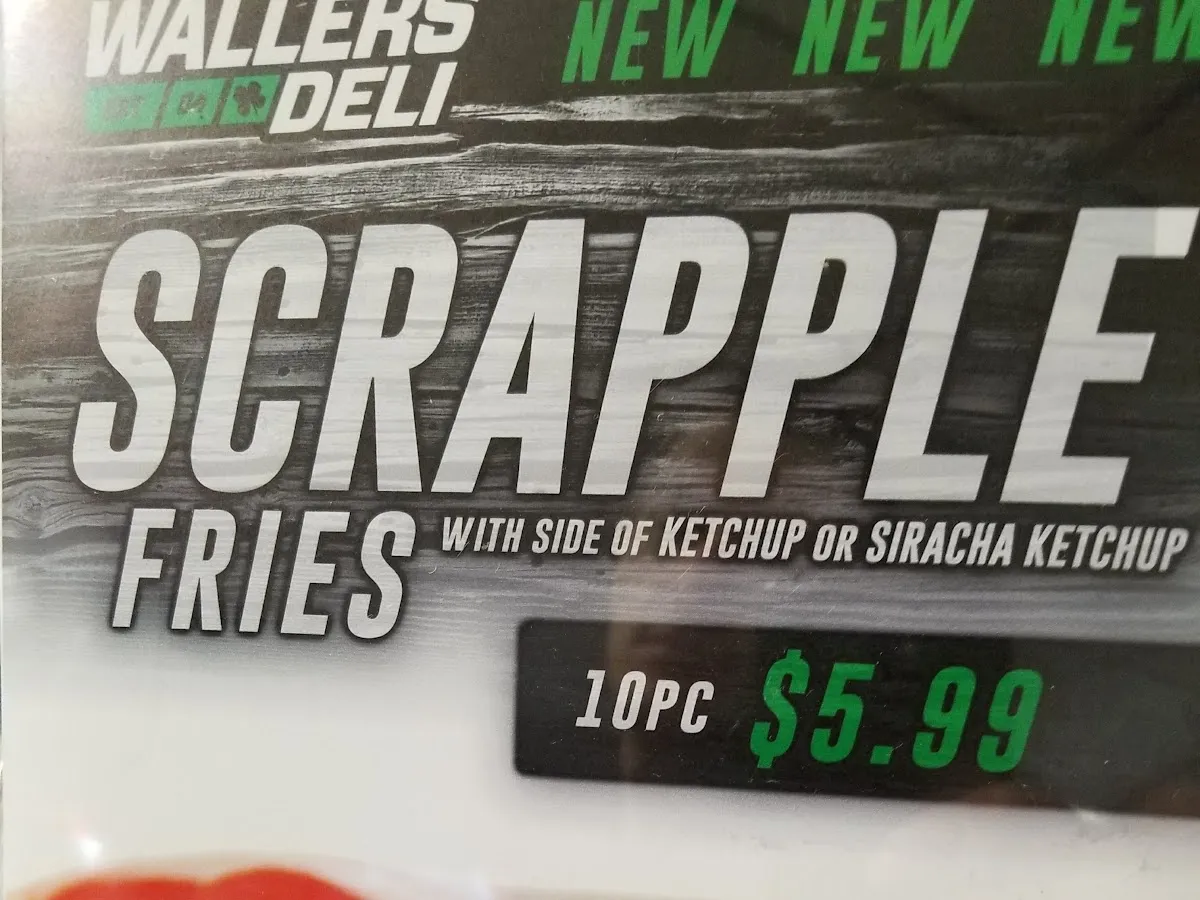 WALLERS
DELI
NEW NEW NEW
SCRAPPLE
FRIES WITH SIDE OF KETCHUP OR SIRACHA KETCHUP
10PC $5.99